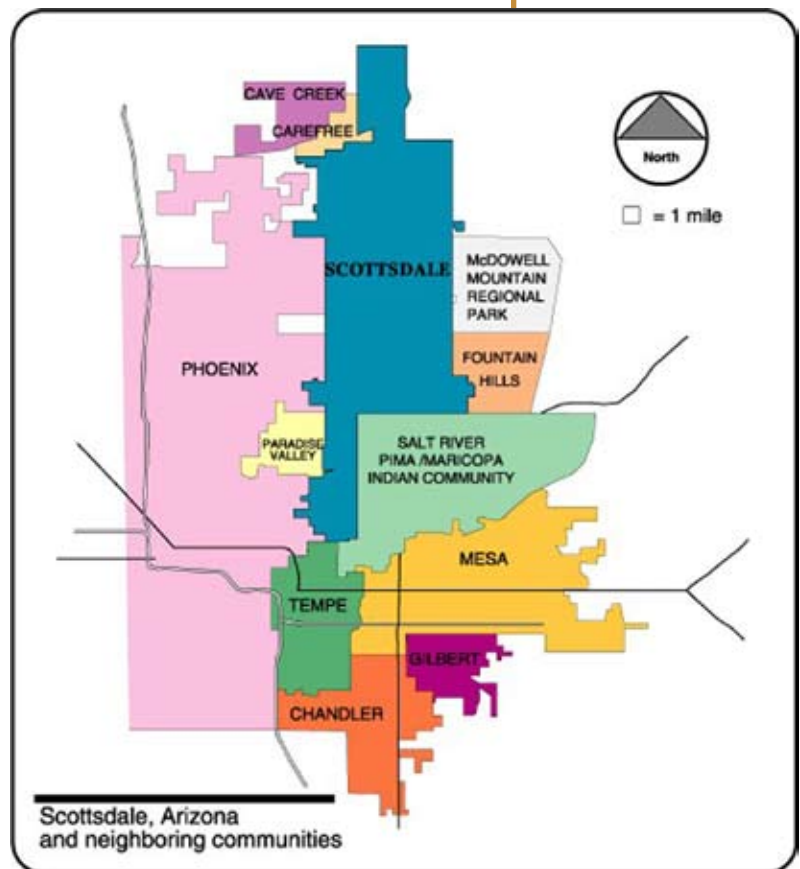 CAVE CREEK
CAREFREE
North
= 1 mile
SCOTTSDALE
McDOWELL
MOUNTAIN
REGIONAL
PARK
PHOENIX
FOUNTAIN
HILLS
PARADISE
VALLEY
SALT RIVER
PIMA /MARICOPA
INDIAN COMMUNITY
MESA
TEMPE
GILBERT
CHANDLER
Scottsdale, Arizona
and neighboring communities